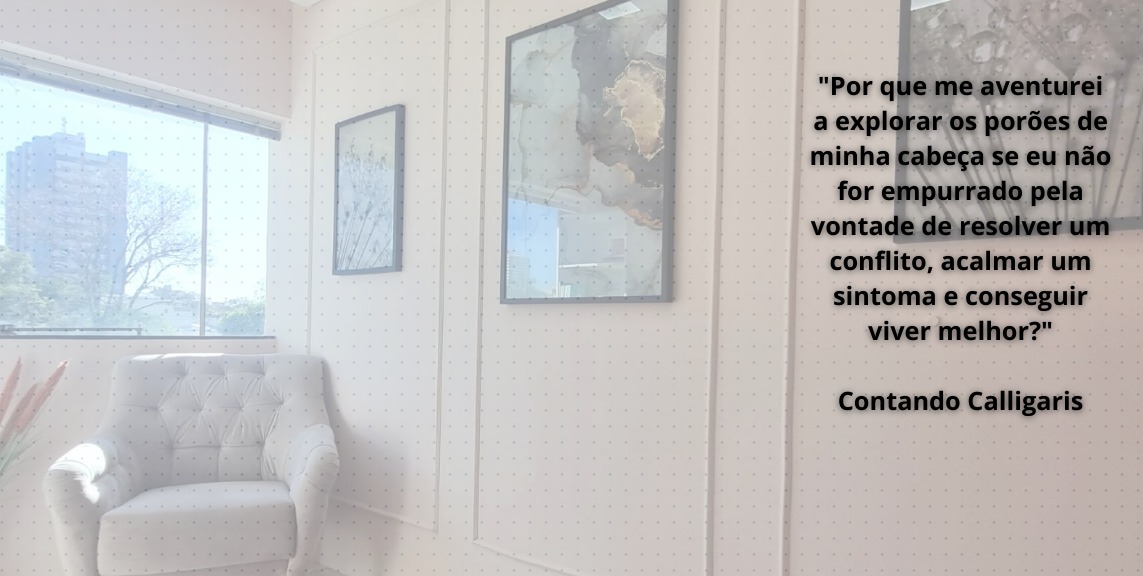 "Por que me aventurei
a explorar os porões de
minha cabeça se eu não
for empurrado pela
vontade de resolver um
conflito, acalmar um
sintoma e conseguir
viver melhor?"
Contando Calligaris